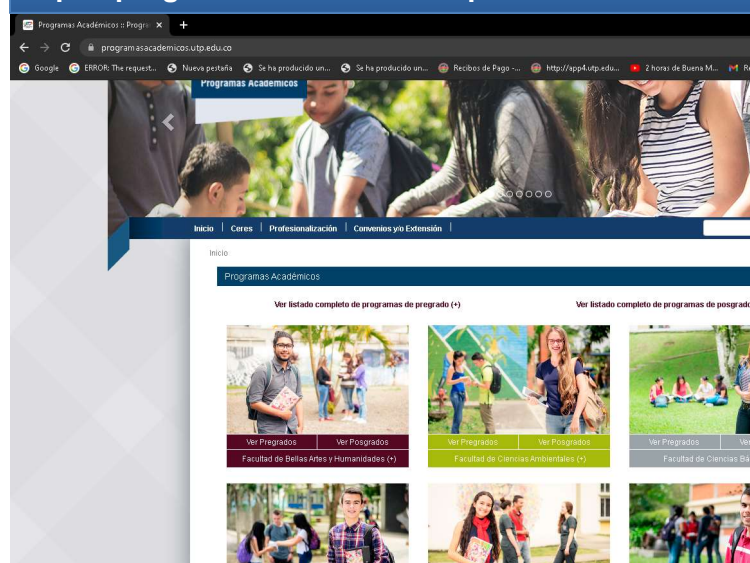 Programas Académicos :: Progra
programasacademicos.utp.edu.co
Google ERROR: The request... Nueva pestaña Se ha producido un... Se ha producido un... Recibos de Pago -... http://app4.utp.edu... 2 horas de Buena M...
Programas Académicos
Inicio Ceres Profesionalización Convenios y/o Extensión
Inicio
Programas Académicos
Ver listado completo de programas de pregrado (+) Ver listado completo de programas de posgrado
Ver Pregrados Ver Posgrados Ver Pregrados Ver Posgrados Ver Pregrados Ver
Facultad de Bellas Artes y Humanidades (+) Facultad de Ciencias Ambientales (+) Facultad de Ciencias Bá